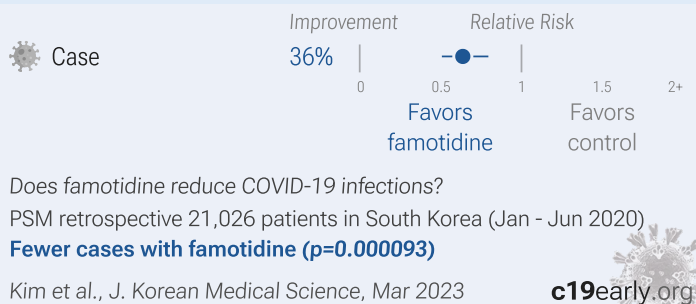 Improvement Relative Risk
Case 36%
0 0.5 1 1.5 2+
Favors famotidine
Favors control
Does famotidine reduce COVID-19 infections?
PSM retrospective 21,026 patients in South Korea (Jan - Jun 2020)
Fewer cases with famotidine (p=0.000093)
Kim et al., J. Korean Medical Science, Mar 2023 c19early.org